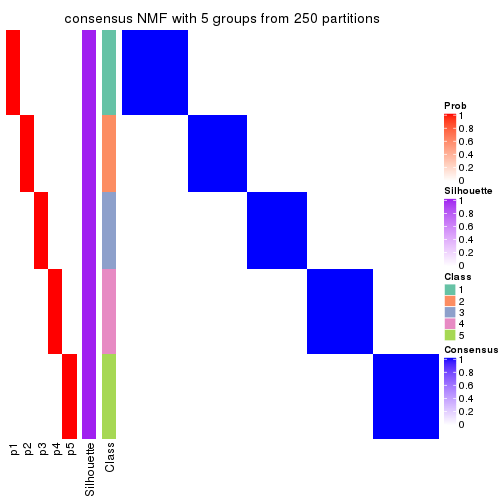 consensus NMF with 5 groups from 250 partitions
Prob
1
0.8
0.6
0.4
0.2
0
Silhouette
1
0.8
0.6
0.4
0.2
0
Class
1
2
3
4
5
Consensus
1
0.8
0.6
0.4
0.2
0
p1
p2
p3
p4
p5
Silhouette
Class